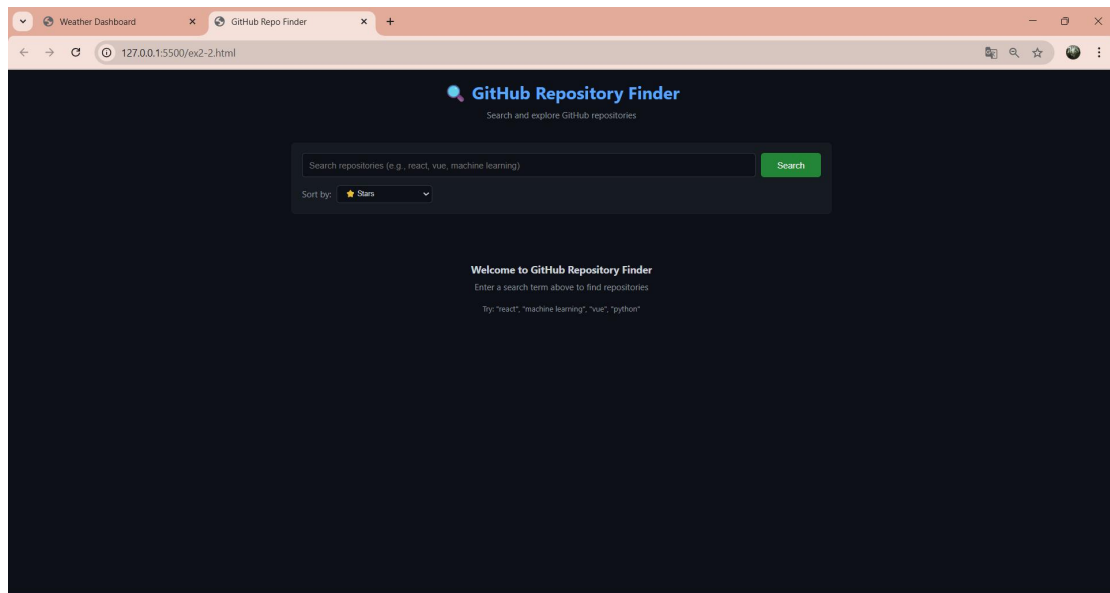 Weather Dashboard
GitHub Repo Finder
127.0.0.1:5500/ex2-2.html
GitHub Repository Finder
Search and explore GitHub repositories
Search repositories (e.g., react, vue, machine learning)
Search
Sort by:
Stars
Welcome to GitHub Repository Finder
Enter a search term above to find repositories
Try: "react", "machine learning", "vue", "python"